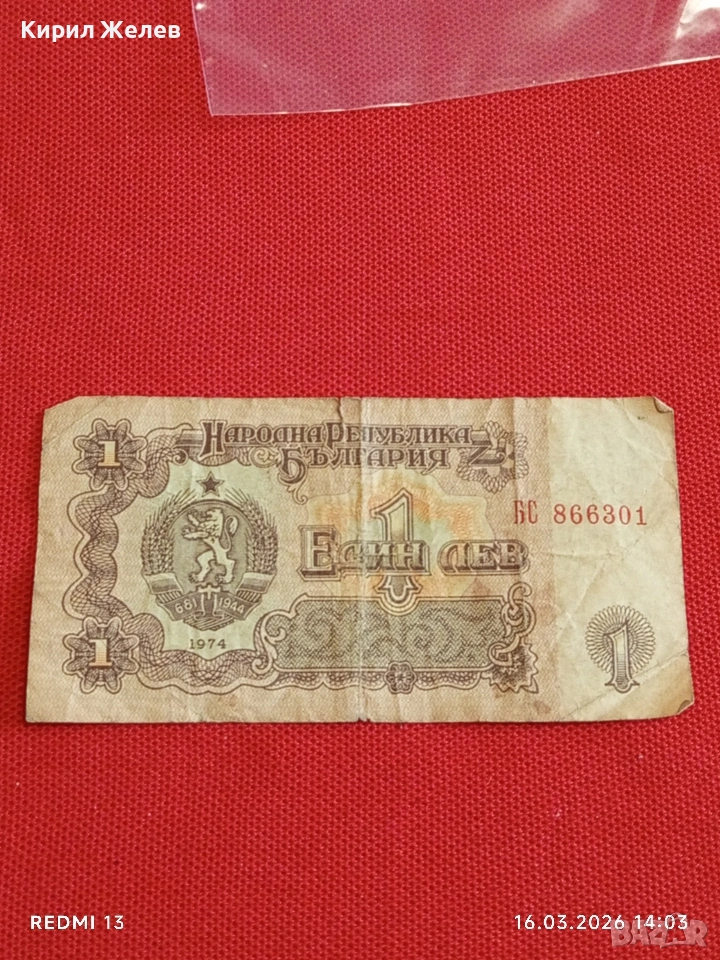 Кирил Желев
1
НАРОДНА РЕПУБЛИКА
БЪЛГАРИЯ
1
БС 866301
ЕДИН ЛЕВ
681 1944
1974
1
1
REDMI 13
16.03.2026 14:03
BAZAR